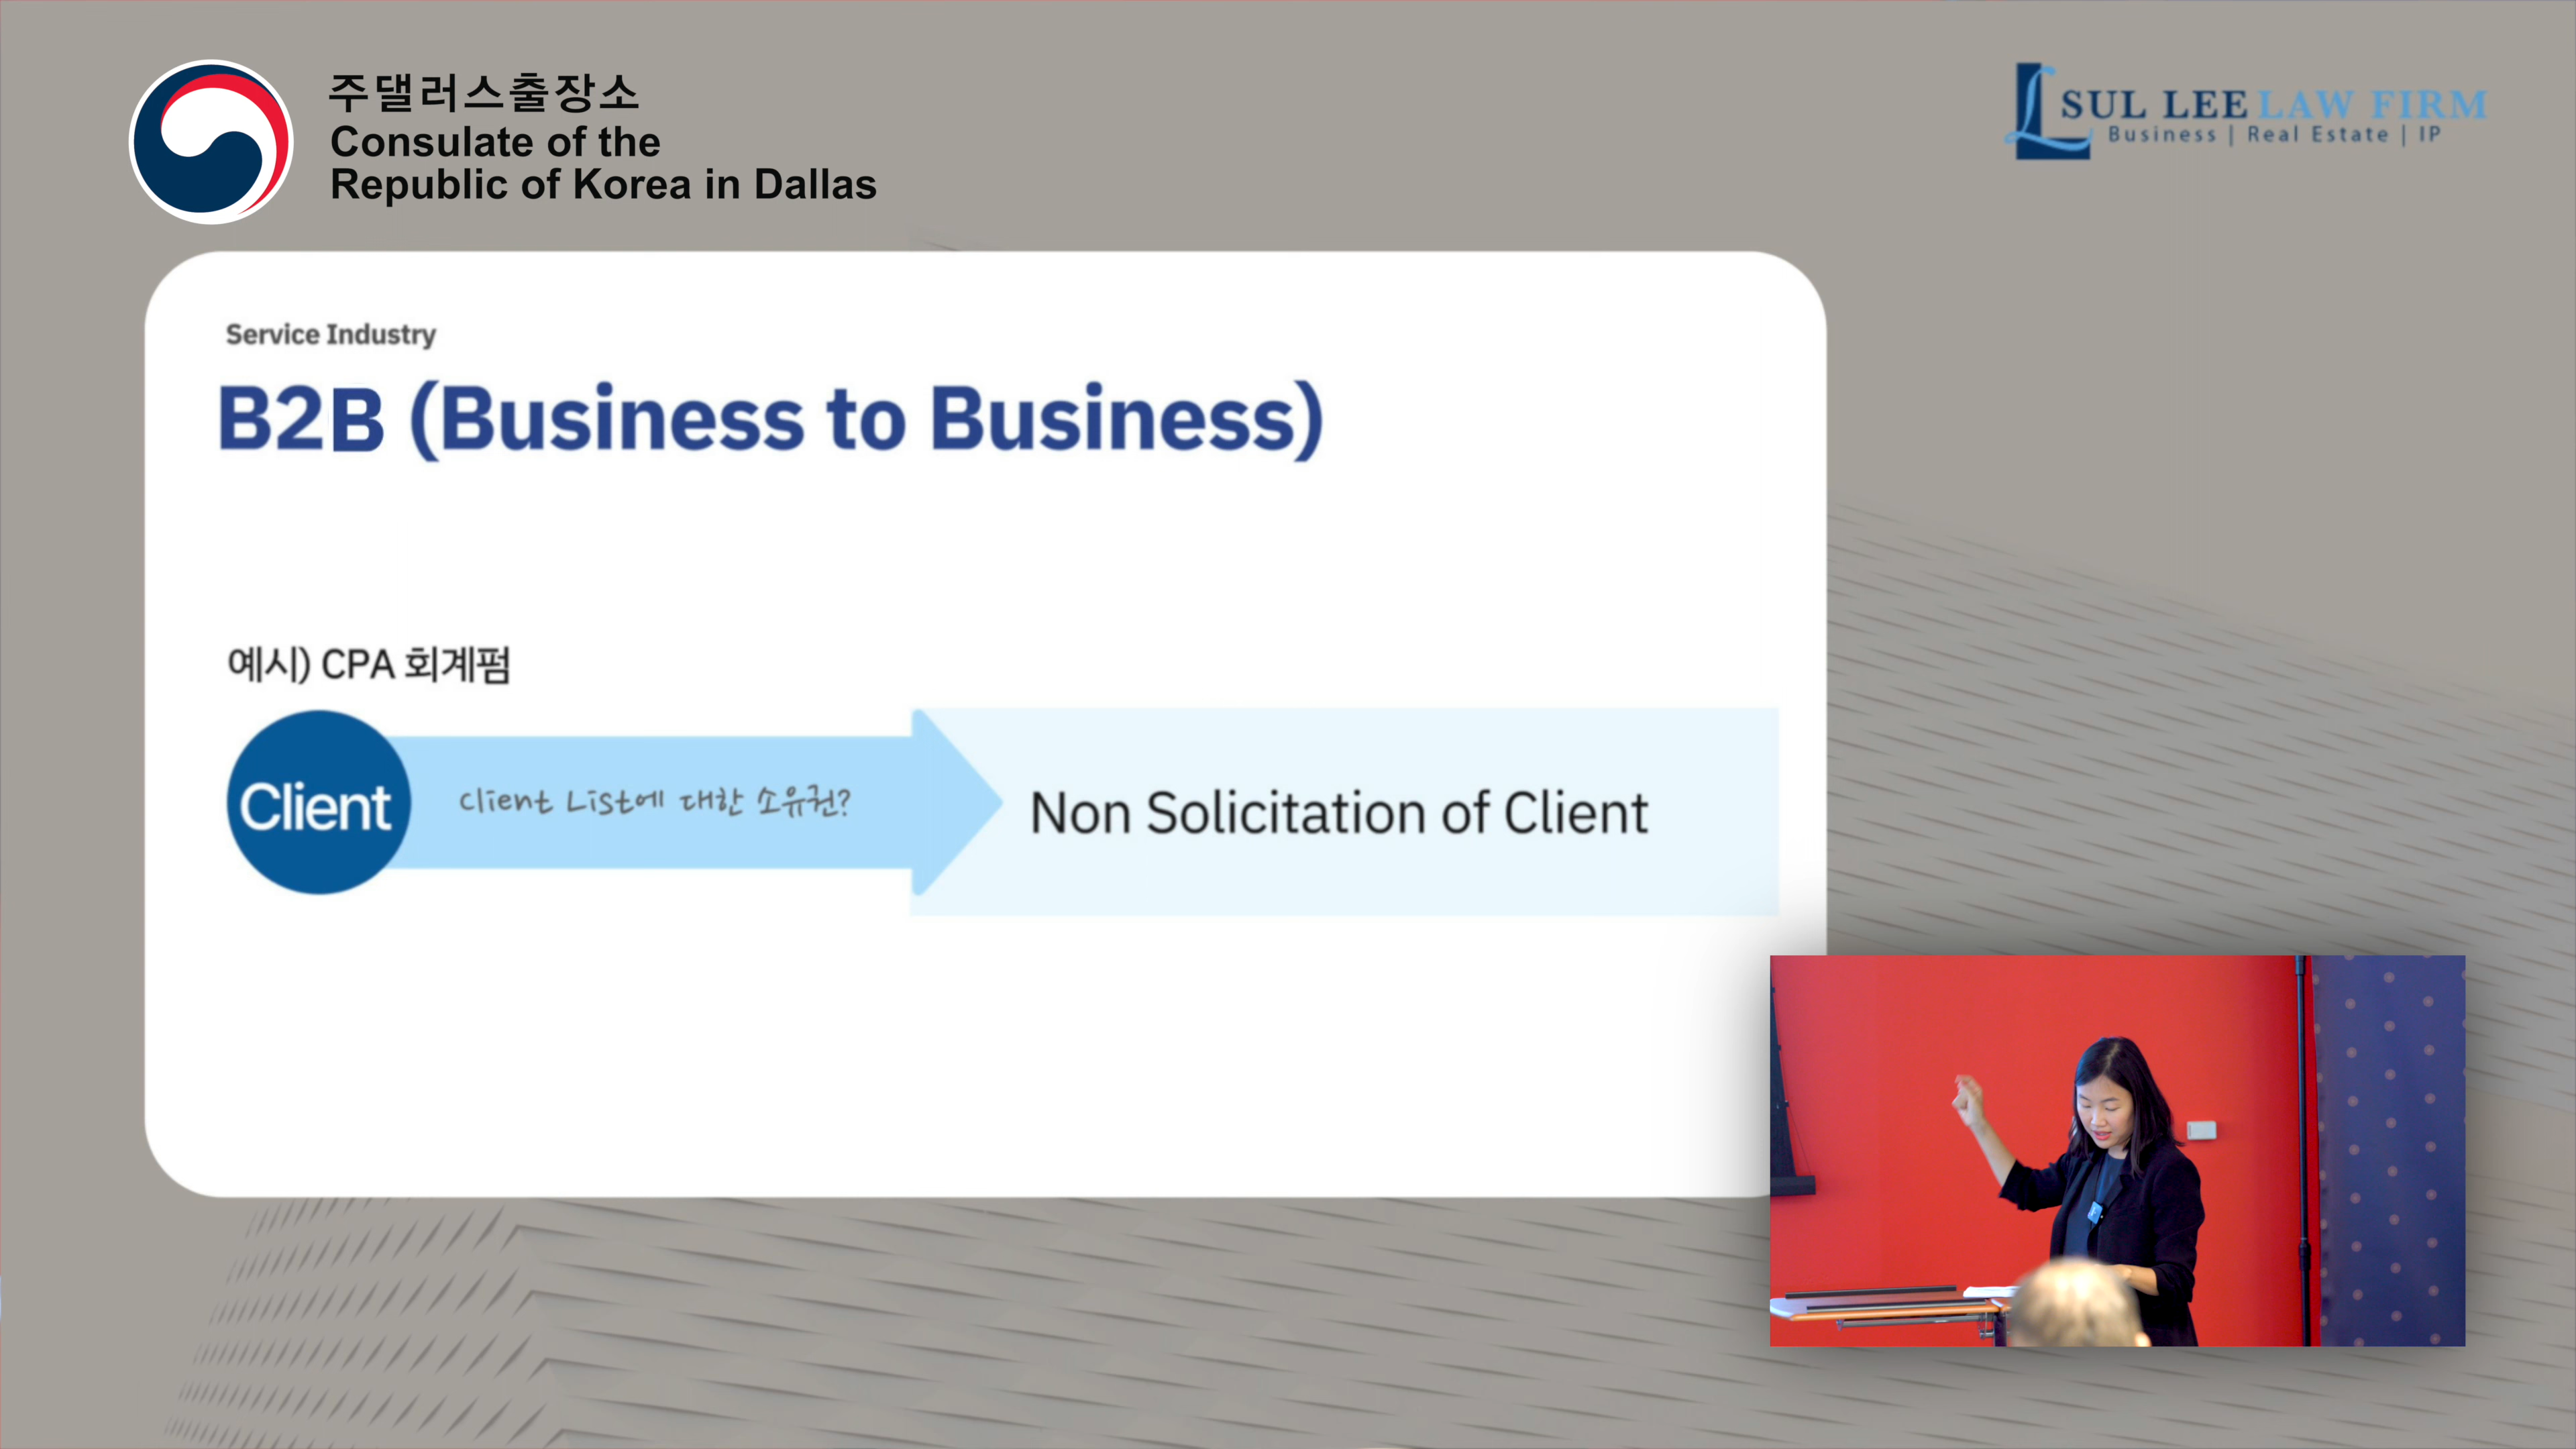 주댈러스출장소
Consulate of the
Republic of Korea in Dallas
SUL LEE LAW FIRM
Business | Real Estate | IP
Service Industry
B2B (Business to Business)
예시) CPA 회계펌
Client
Client List에 대한 소유권?
Non Solicitation of Client